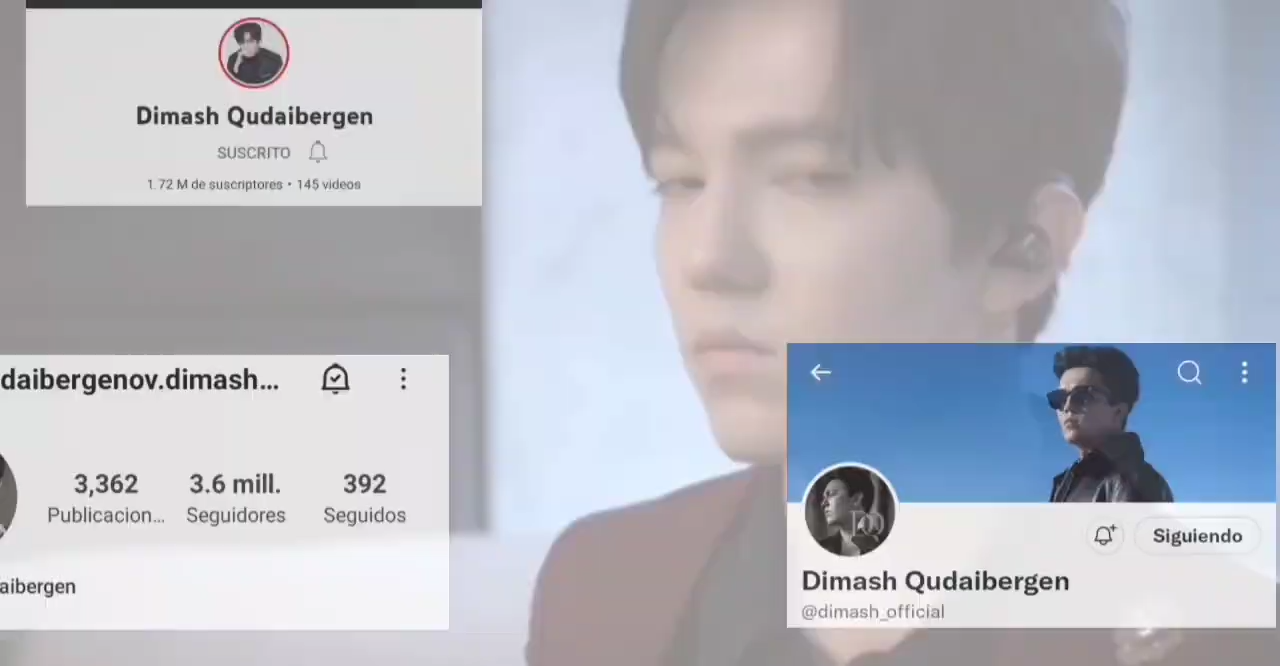 Dimash Qudaibergen
SUSCRITO
1.72 M de suscriptores • 145 videos
daibergenov.dimash...
3,362 3.6 mill. 392
Publicacion... Seguidores Seguidos
aibergen
DQ
Siguiendo
Dimash Qudaibergen
@dimash_official